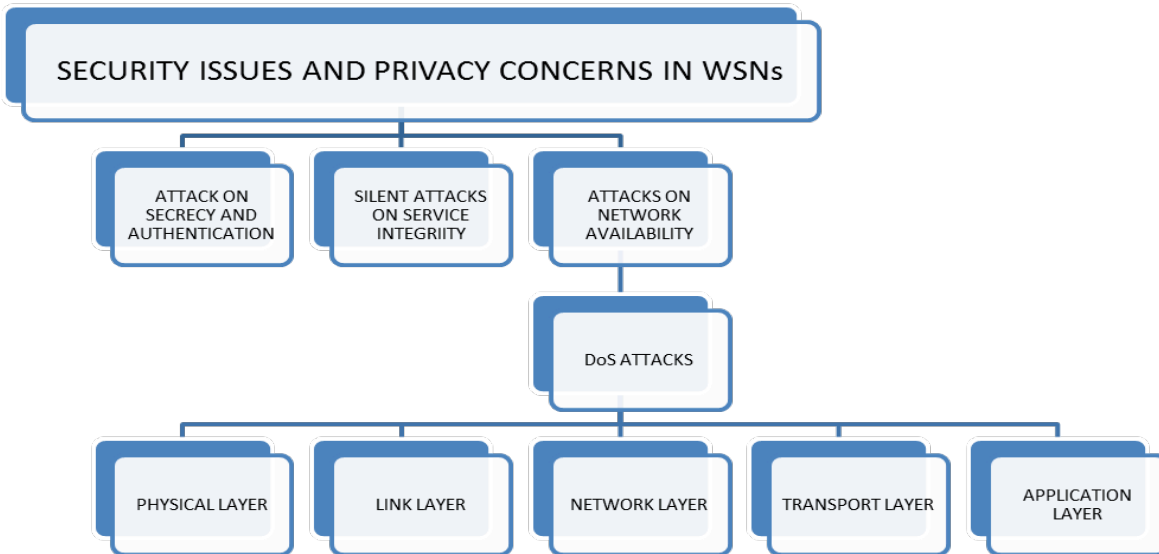 SECURITY ISSUES AND PRIVACY CONCERNS IN WSNs
ATTACK ON
SECRECY AND
AUTHENTICATION
SILENT ATTACKS
ON SERVICE
INTEGRIITY
ATTACKS ON
NETWORK
AVAILABILITY
DoS ATTACKS
PHYSICAL LAYER
LINK LAYER
NETWORK LAYER
TRANSPORT LAYER
APPLICATION
LAYER